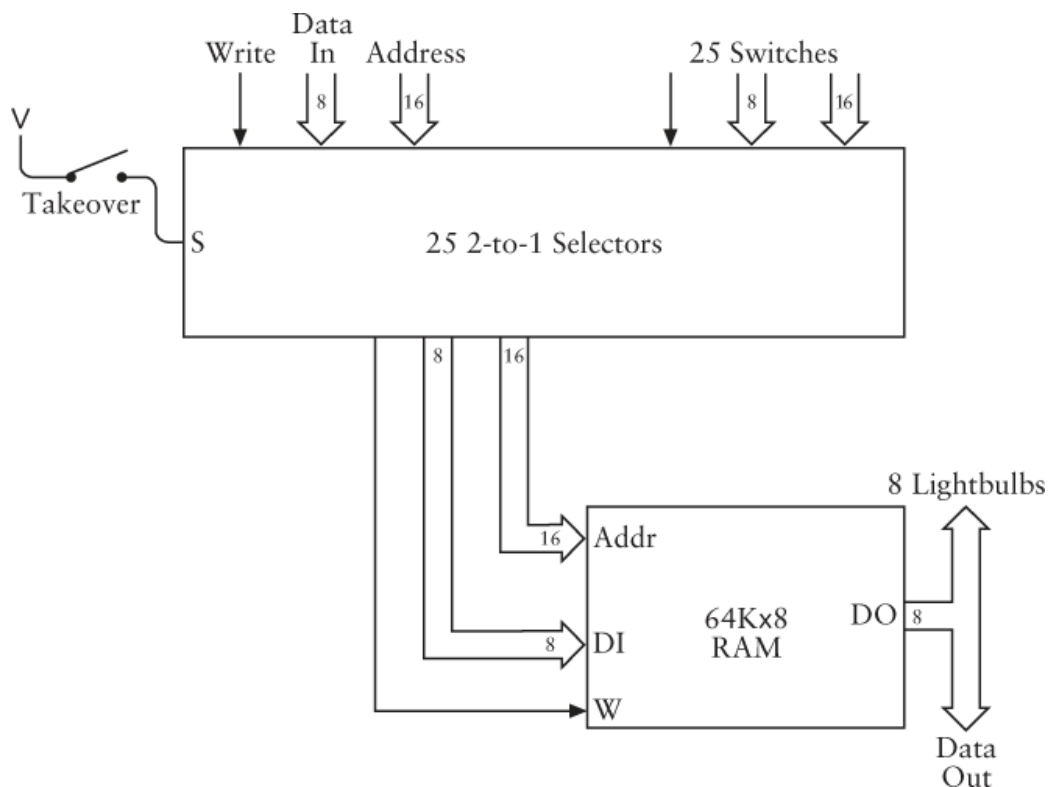 Data
Write In Address 25 Switches
8 16 8 16
V
Takeover
S 25 2-to-1 Selectors
8 16
8 Lightbulbs
16 Addr
64Kx8 DO 8
8 DI RAM
W
Data
Out